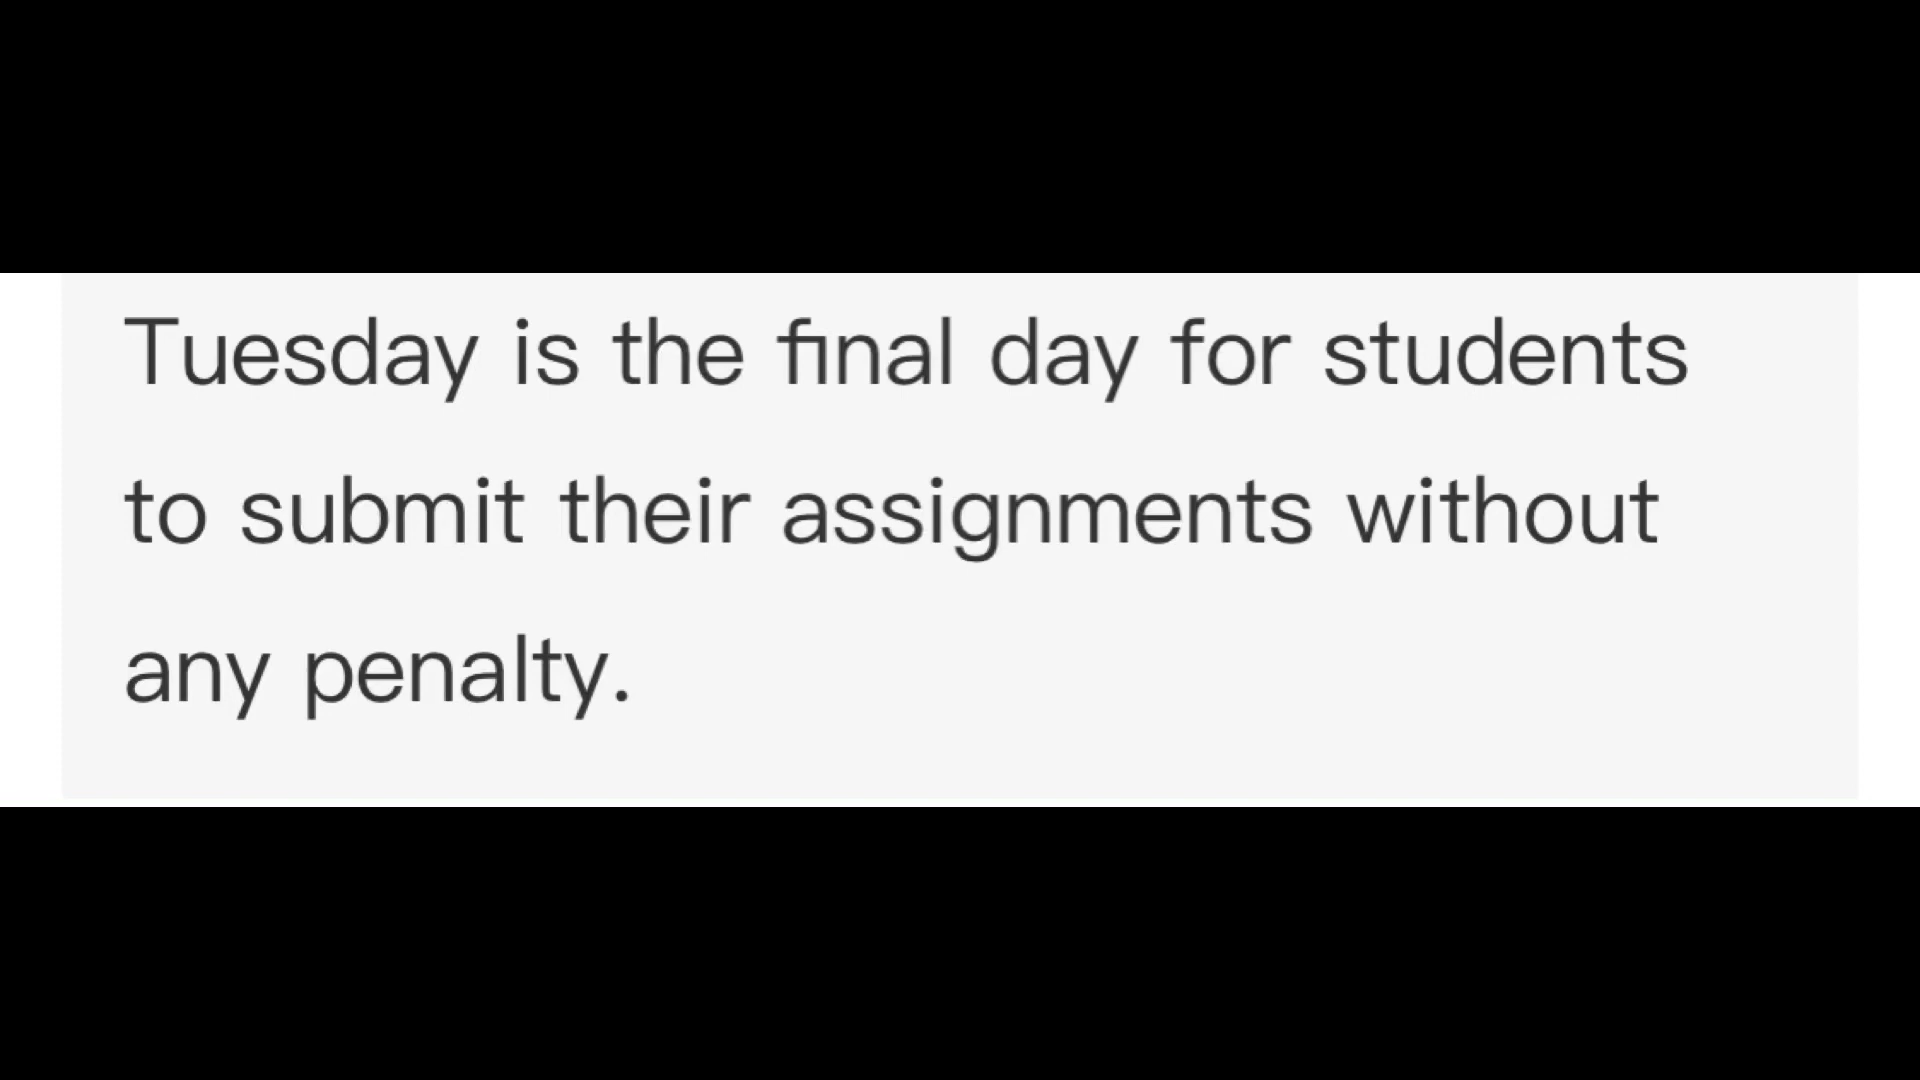 Tuesday is the final day for students
to submit their assignments without
any penalty.